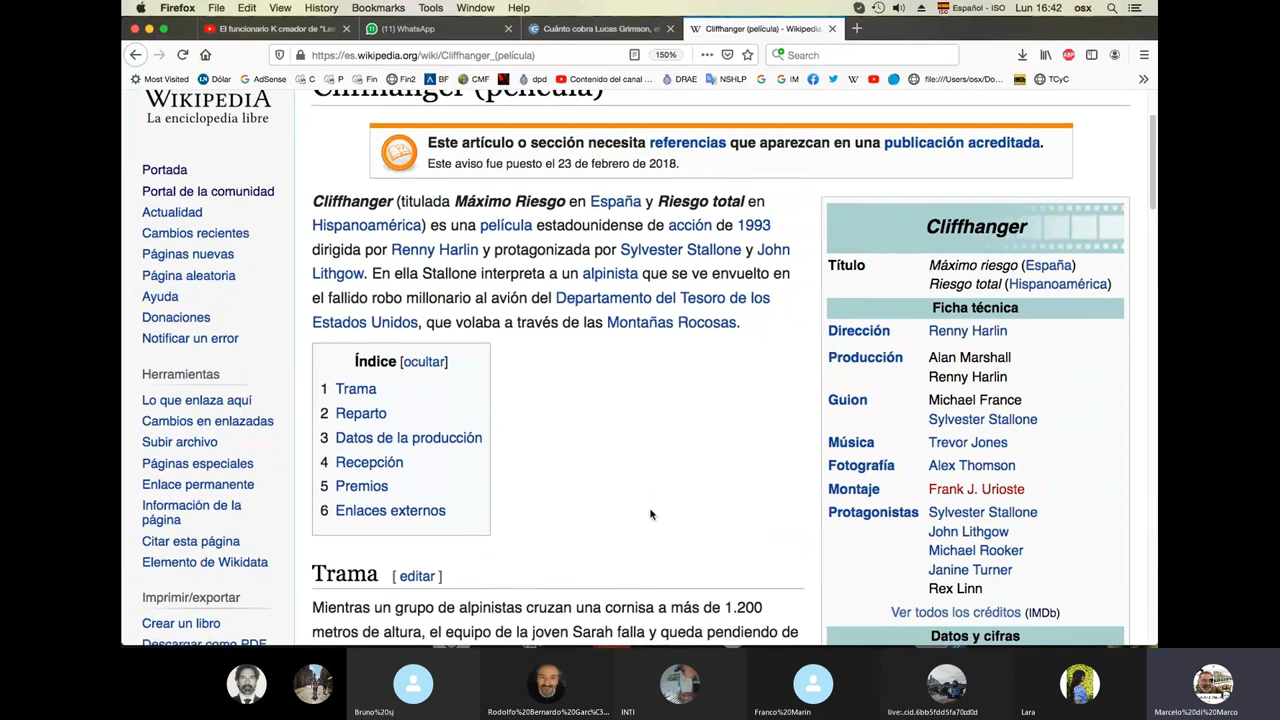 Firefox File Edit View History Bookmarks Tools Window Help Español - ISO Lun 16:42 osx
El funcionario K creador de "Les (11) WhatsApp Cuánto cobra Lucas Grimson, el Cliffhanger (película) - Wikipedia,
https://es.wikipedia.org/wiki/Cliffhanger_(película) 150% Search
Most Visited Dólar AdSense C P Fin Fin2 BF CMF dpd Contenido del canal ... DRAE NSHLP G IM file:///Users/osx/Do... TCyC
WIKIPEDIA
La enciclopedia libre
Portada
Portal de la comunidad
Actualidad
Cambios recientes
Páginas nuevas
Página aleatoria
Ayuda
Donaciones
Notificar un error
Herramientas
Lo que enlaza aquí
Cambios en enlazadas
Subir archivo
Páginas especiales
Enlace permanente
Información de la
página
Citar esta página
Elemento de Wikidata
Imprimir/exportar
Crear un libro
Descargar como PDF
Cliffhanger (película)
Este artículo o sección necesita referencias que aparezcan en una publicación acreditada.
Este aviso fue puesto el 23 de febrero de 2018.
Cliffhanger (titulada Máximo Riesgo en España y Riesgo total en
Hispanoamérica) es una película estadounidense de acción de 1993
dirigida por Renny Harlin y protagonizada por Sylvester Stallone y John
Lithgow. En ella Stallone interpreta a un alpinista que se ve envuelto en
el fallido robo millonario al avión del Departamento del Tesoro de los
Estados Unidos, que volaba a través de las Montañas Rocosas.
Índice [ocultar]
1 Trama
2 Reparto
3 Datos de la producción
4 Recepción
5 Premios
6 Enlaces externos
Trama [ editar ]
Mientras un grupo de alpinistas cruzan una cornisa a más de 1.200
metros de altura, el equipo de la joven Sarah falla y queda pendiendo de
Cliffhanger
Título Máximo riesgo (España)
Riesgo total (Hispanoamérica)
Ficha técnica
Dirección Renny Harlin
Producción Alan Marshall
Renny Harlin
Guion Michael France
Sylvester Stallone
Música Trevor Jones
Fotografía Alex Thomson
Montaje Frank J. Urioste
Protagonistas Sylvester Stallone
John Lithgow
Michael Rooker
Janine Turner
Rex Linn
Ver todos los créditos (IMDb)
Datos y cifras
Bruno%20sj Rodolfo%20Bernardo%20Garc%C3... INTI Franco%20Marin live:.cid.6bb5fdd5fa70cd0d Lara Marcelo%20di%20Marco